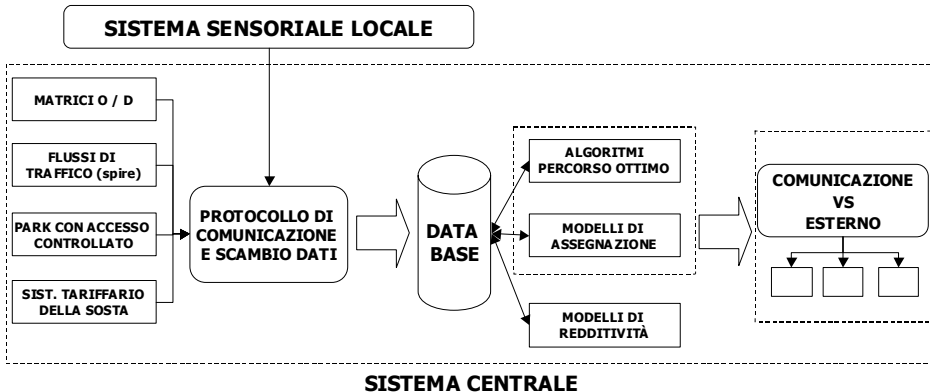 SISTEMA SENSORIALE LOCALE
MATRICI O / D
FLUSSI DI
TRAFFICO (spire)
PARK CON ACCESSO
CONTROLLATO
SIST. TARIFFARIO
DELLA SOSTA
PROTOCOLLO DI
COMUNICAZIONE
E SCAMBIO DATI
DATA
BASE
ALGORITMI
PERCORSO OTTIMO
MODELLI DI
ASSEGNAZIONE
MODELLI DI
REDDITIVITÀ
COMUNICAZIONE
VS
ESTERNO
SISTEMA CENTRALE